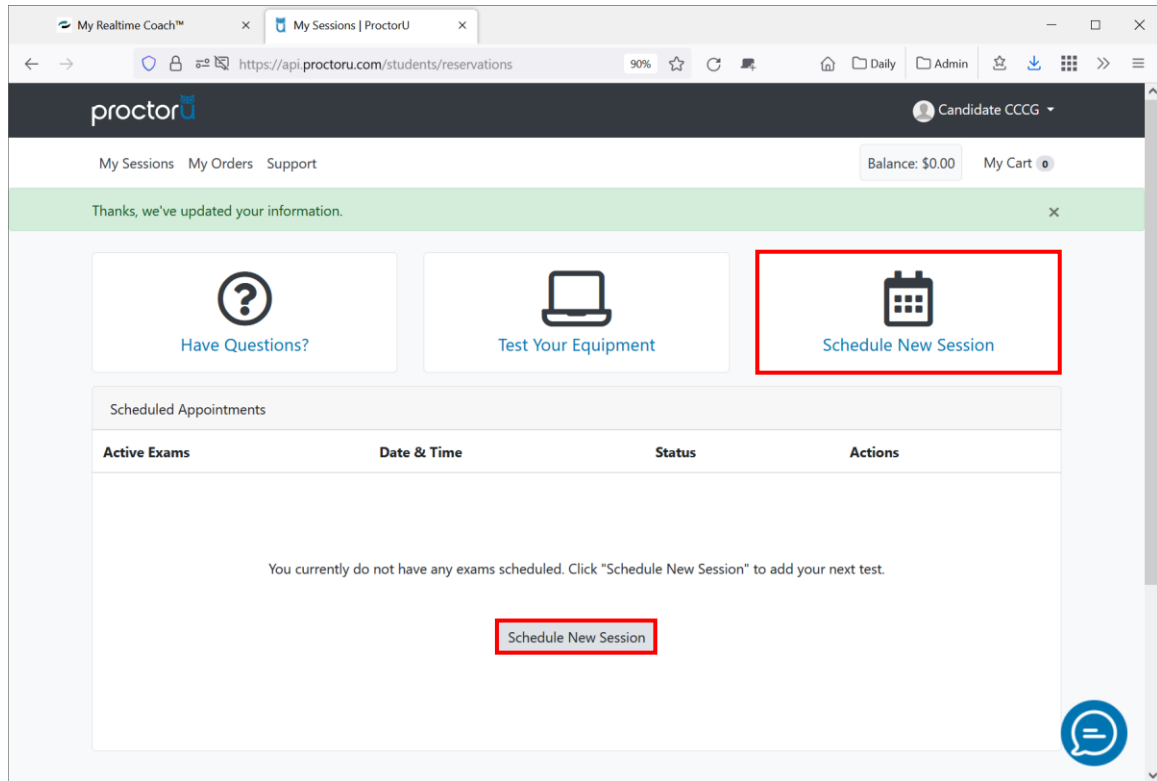 My Realtime Coach™
My Sessions | ProctorU
https://api.proctoru.com/students/reservations
90%
Daily
Admin
proctorU
Candidate CCCG
My Sessions My Orders Support
Balance: $0.00
My Cart 0
Thanks, we've updated your information.
Have Questions?
Test Your Equipment
Schedule New Session
Scheduled Appointments
Active Exams Date & Time Status Actions
You currently do not have any exams scheduled. Click "Schedule New Session" to add your next test.
Schedule New Session